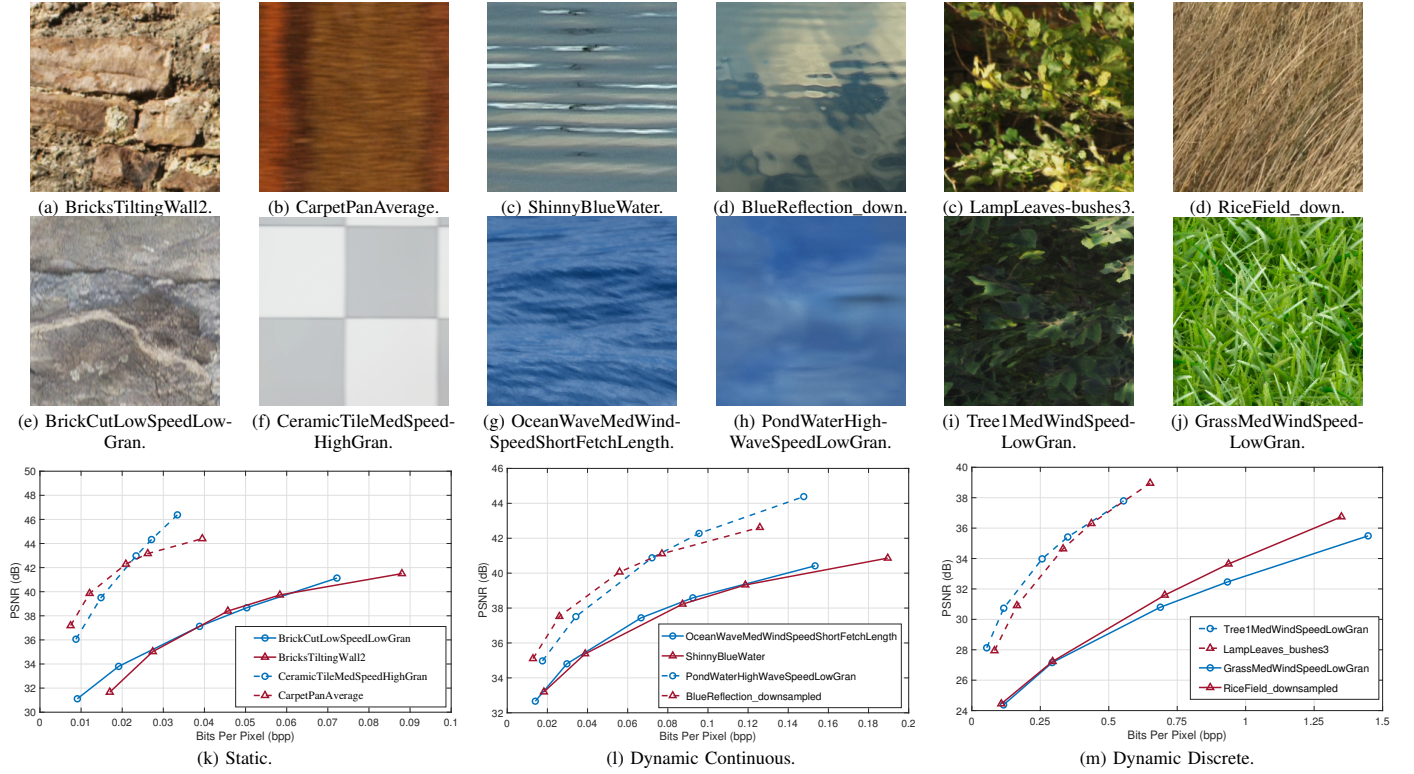 (a) BricksTiltingWall2.
(b) CarpetPanAverage.
(c) ShinnyBlueWater.
(d) BlueReflection_down.
(c) LampLeaves-bushes3.
(d) RiceField_down.
(e) BrickCutLowSpeedLow-
Gran.
(f) CeramicTileMedSpeed-
HighGran.
(g) OceanWaveMedWind-
SpeedShortFetchLength.
(h) PondWaterHigh-
WaveSpeedLowGran.
(i) Tree1MedWindSpeed-
LowGran.
(j) GrassMedWindSpeed-
LowGran.
50
48
46
44
42
40
38
36
34
32
30
PSNR (dB)
BrickCutLowSpeedLowGran
BricksTiltingWall2
CeramicTileMedSpeedHighGran
CarpetPanAverage
0 0.01 0.02 0.03 0.04 0.05 0.06 0.07 0.08 0.09 0.1
Bits Per Pixel (bpp)
(k) Static.
46
44
42
40
38
36
34
32
PSNR (dB)
OceanWaveMedWindSpeedShortFetchLength
ShinnyBlueWater
PondWaterHighWaveSpeedLowGran
BlueReflection_downsampled
0 0.02 0.04 0.06 0.08 0.1 0.12 0.14 0.16 0.18 0.2
Bits Per Pixel (bpp)
(l) Dynamic Continuous.
40
38
36
34
32
30
28
26
24
PSNR (dB)
Tree1MedWindSpeedLowGran
LampLeaves_bushes3
GrassMedWindSpeedLowGran
RiceField_downsampled
0 0.25 0.5 0.75 1 1.25 1.5
Bits Per Pixel (bpp)
(m) Dynamic Discrete.